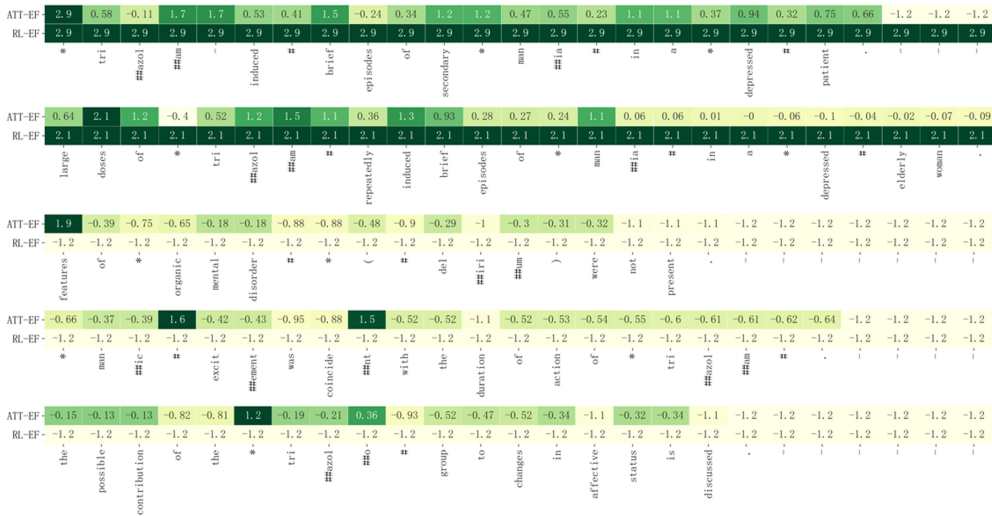 ATT-EF 2.9 0.58 -0.11 1.7 1.7 0.53 0.41 1.5 -0.24 0.34 1.2 1.2 0.47 0.55 0.23 1.1 1.1 0.37 0.94 0.32 0.75 0.66 -1.2 -1.2 -1.2
RL-EF 2.9 2.9 2.9 2.9 2.9 2.9 2.9 2.9 2.9 2.9 2.9 2.9 2.9 2.9 2.9 2.9 2.9 2.9 2.9 2.9 2.9 2.9 2.9 2.9 2.9
* tri ##azol ##am - induced # brief episodes of secondary * man ##ia # in a * depressed # patient . - - -
ATT-EF 0.64 2.1 1.2 -0.4 0.52 1.2 1.5 1.1 0.36 1.3 0.93 0.28 0.27 0.24 1.1 0.06 0.06 0.01 -0 -0.06 -0.1 -0.04 -0.02 -0.07 -0.09
RL-EF 2.1 2.1 2.1 2.1 2.1 2.1 2.1 2.1 2.1 2.1 2.1 2.1 2.1 2.1 2.1 2.1 2.1 2.1 2.1 2.1 2.1 2.1 2.1 2.1 2.1
large doses of * tri ##azol ##am # repeatedly induced brief episodes of * man ##ia # in a * depressed # elderly woman .
ATT-EF 1.9 -0.39 -0.75 -0.65 -0.18 -0.18 -0.88 -0.88 -0.48 -0.9 -0.29 -1 -0.3 -0.31 -0.32 -1.1 -1.1 -1.2 -1.2 -1.2 -1.2 -1.2 -1.2 -1.2 -1.2
RL-EF -1.2 -1.2 -1.2 -1.2 -1.2 -1.2 -1.2 -1.2 -1.2 -1.2 -1.2 -1.2 -1.2 -1.2 -1.2 -1.2 -1.2 -1.2 -1.2 -1.2 -1.2 -1.2 -1.2 -1.2 -1.2
features of * organic mental disorder # * ( # del ##iri ##um ) were not present . - - - - - - -
ATT-EF -0.66 -0.37 -0.39 1.6 -0.42 -0.43 -0.95 -0.88 1.5 -0.52 -0.52 -1.1 -0.52 -0.53 -0.54 -0.55 -0.6 -0.61 -0.61 -0.62 -0.64 -1.2 -1.2 -1.2 -1.2
RL-EF -1.2 -1.2 -1.2 -1.2 -1.2 -1.2 -1.2 -1.2 -1.2 -1.2 -1.2 -1.2 -1.2 -1.2 -1.2 -1.2 -1.2 -1.2 -1.2 -1.2 -1.2 -1.2 -1.2 -1.2 -1.2
* man ##ic # excit ##ement was coincide ##nt with the duration of action of * tri ##azol ##am # . - - - -
ATT-EF -0.15 -0.13 -0.13 -0.82 -0.81 1.2 -0.19 -0.21 0.36 -0.93 -0.52 -0.47 -0.52 -0.34 -1.1 -0.32 -0.34 -1.1 -1.2 -1.2 -1.2 -1.2 -1.2 -1.2 -1.2
RL-EF -1.2 -1.2 -1.2 -1.2 -1.2 -1.2 -1.2 -1.2 -1.2 -1.2 -1.2 -1.2 -1.2 -1.2 -1.2 -1.2 -1.2 -1.2 -1.2 -1.2 -1.2 -1.2 -1.2 -1.2 -1.2
the possible contribution of the * tri ##azol ##o # group to changes in affective status is discussed . - - - - - -